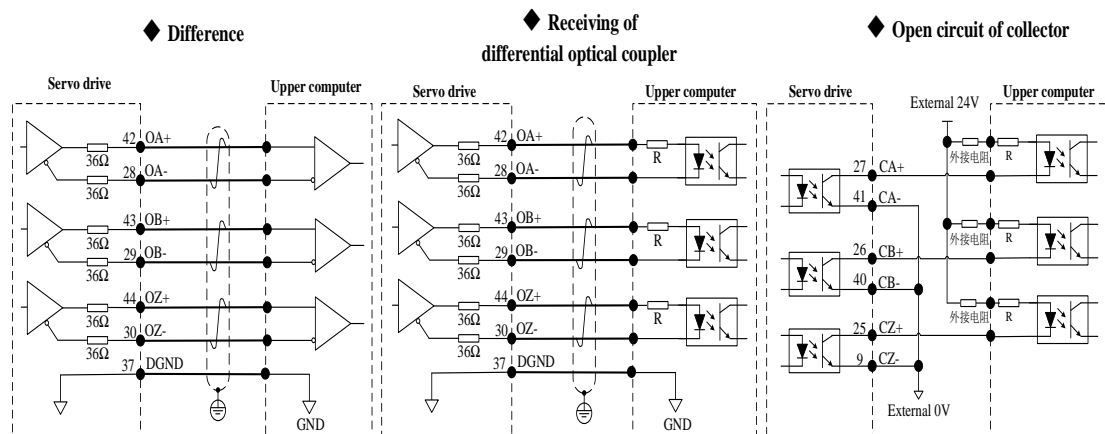 ◆ Difference
◆ Receiving of
differential optical coupler
◆ Open circuit of collector
Servo drive
Upper computer
36Ω
42 OA+
36Ω
28 OA-
36Ω
43 OB+
36Ω
29 OB-
36Ω
44 OZ+
36Ω
30 OZ-
37 DGND
GND
Servo drive
Upper computer
36Ω
42 OA+
R
36Ω
28 OA-
36Ω
43 OB+
R
36Ω
29 OB-
36Ω
44 OZ+
R
36Ω
30 OZ-
37 DGND
GND
Servo drive
Upper computer
External 24V
外接电阻
R
27 CA+
41 CA-
外接电阻
R
26 CB+
40 CB-
外接电阻
R
25 CZ+
9 CZ-
External 0V